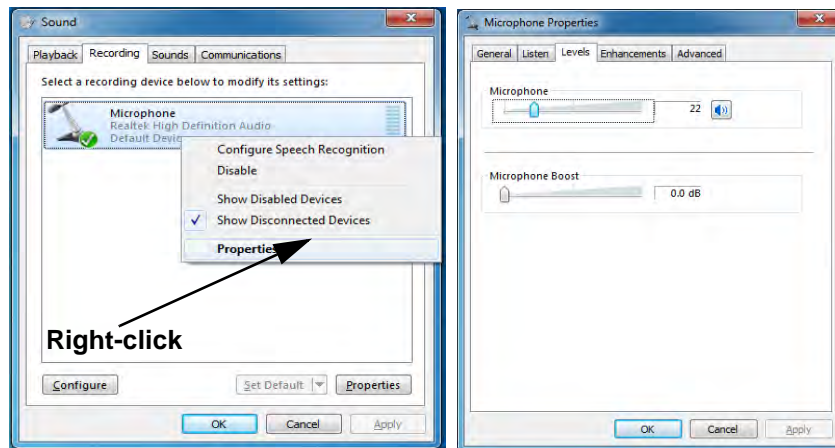 Sound
Playback Recording Sounds Communications
Select a recording device below to modify its settings:
Microphone
Realtek High Definition Audio
Default Device
Configure Speech Recognition
Disable
Show Disabled Devices
Show Disconnected Devices
Properties
Right-click
Configure Set Default Properties
OK Cancel Apply
Microphone Properties
General Listen Levels Enhancements Advanced
Microphone
22
Microphone Boost
0.0 dB
OK Cancel Apply